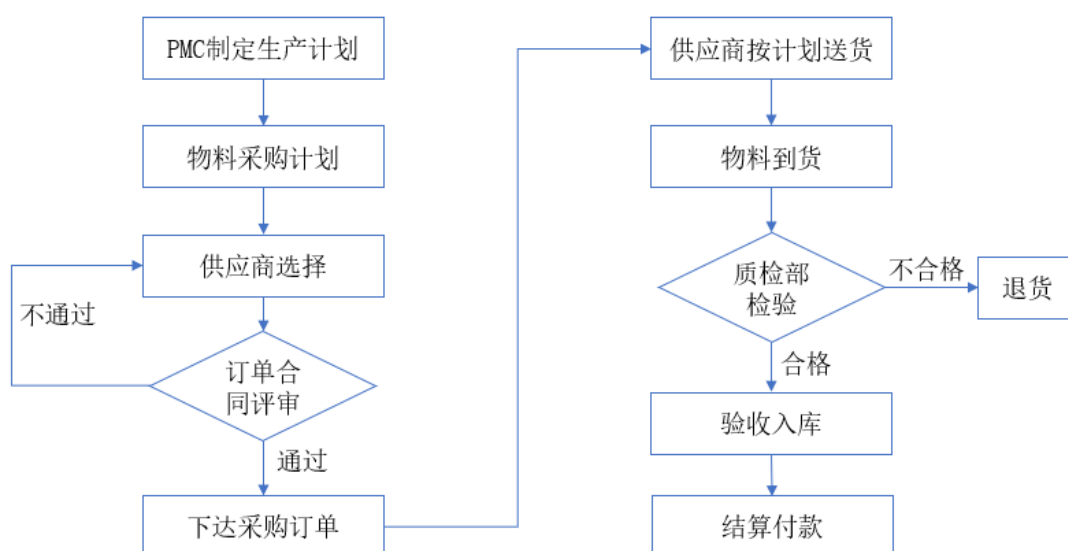 PMC制定生产计划
物料采购计划
供应商选择
不通过
订单合
同评审
通过
下达采购订单
供应商按计划送货
物料到货
质检部
检验
不合格
退货
合格
验收入库
结算付款